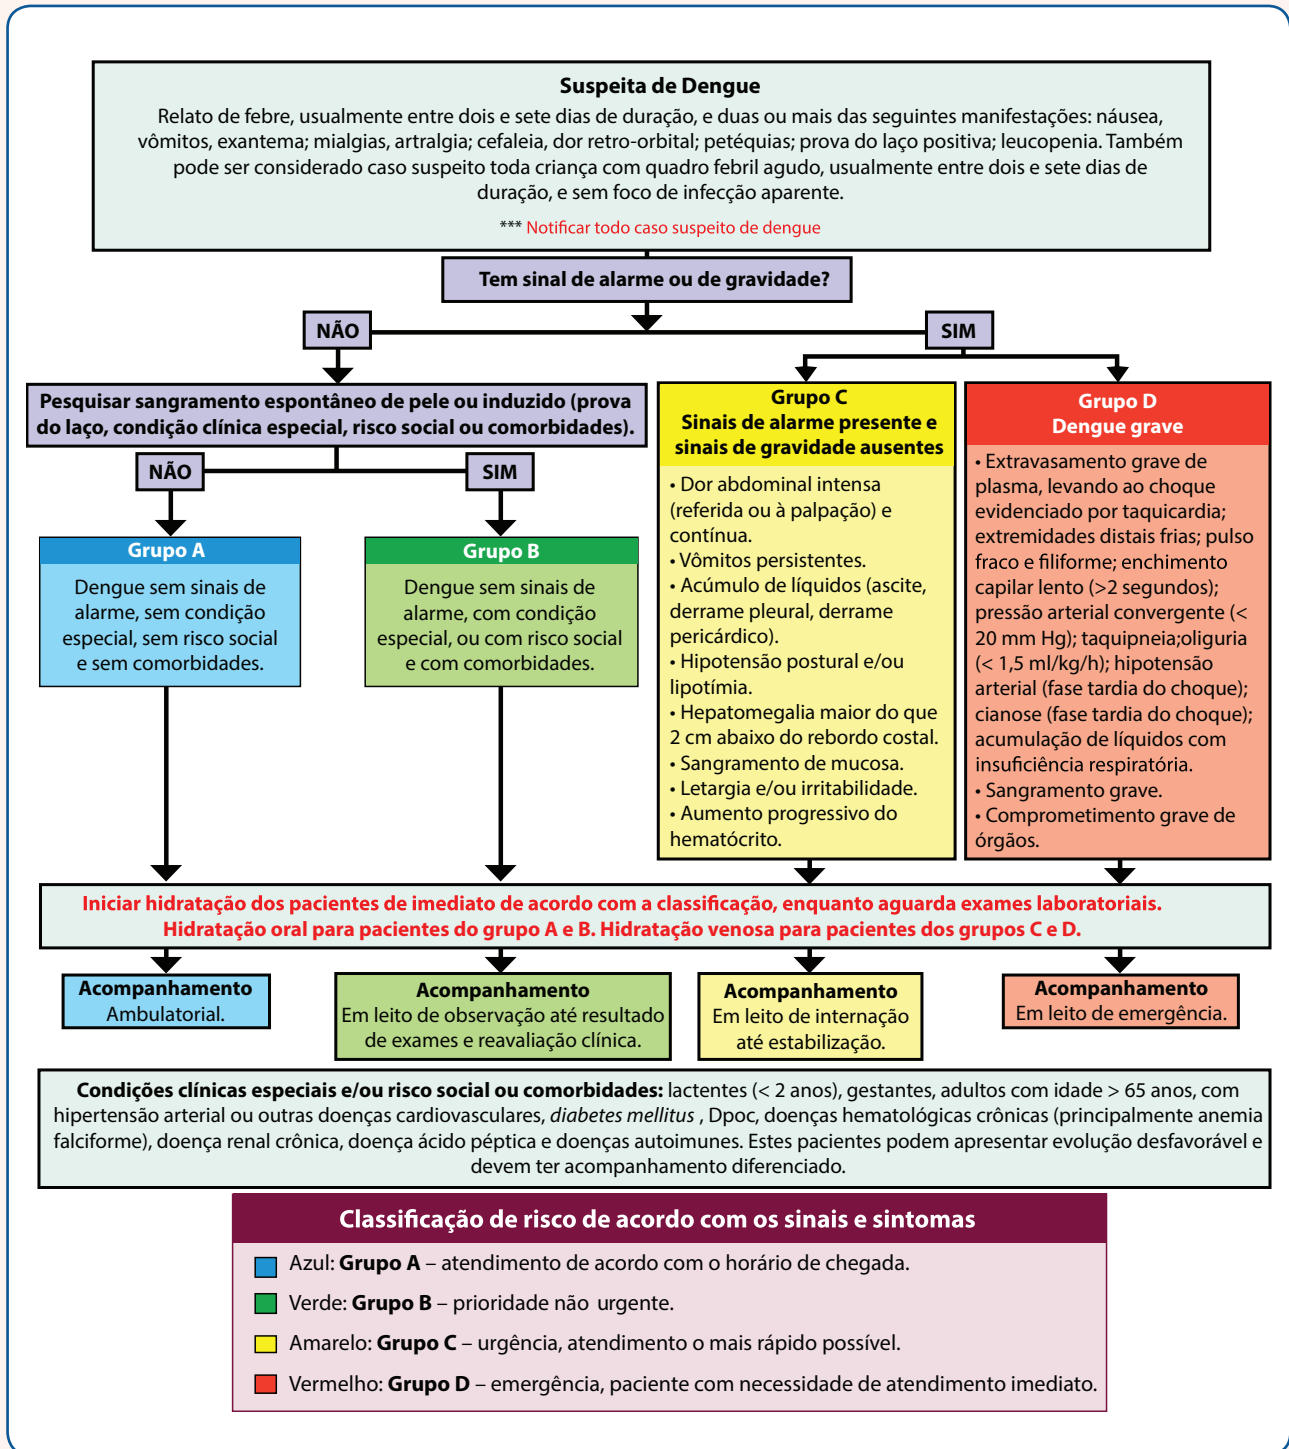 Suspeita de Dengue
Relato de febre, usualmente entre dois e sete dias de duração, e duas ou mais das seguintes manifestações: náusea,
vômitos, exantema; mialgias, artralgia; cefaleia, dor retro-orbital; petéquias; prova do laço positiva; leucopenia. Também
pode ser considerado caso suspeito toda criança com quadro febril agudo, usualmente entre dois e sete dias de
duração, e sem foco de infecção aparente.
*** Notificar todo caso suspeito de dengue
Tem sinal de alarme ou de gravidade?
NÃO
SIM
Pesquisar sangramento espontâneo de pele ou induzido (prova
do laço, condição clínica especial, risco social ou comorbidades).
NÃO
SIM
Grupo A
Dengue sem sinais de
alarme, sem condição
especial, sem risco social
e sem comorbidades.
Grupo B
Dengue sem sinais de
alarme, com condição
especial, ou com risco social
e com comorbidades.
Grupo C
Sinais de alarme presente e
sinais de gravidade ausentes
• Dor abdominal intensa
(referida ou à palpação) e
contínua.
• Vômitos persistentes.
• Acúmulo de líquidos (ascite,
derrame pleural, derrame
pericárdico).
• Hipotensão postural e/ou
lipotímia.
• Hepatomegalia maior do que
2 cm abaixo do rebordo costal.
• Sangramento de mucosa.
• Letargia e/ou irritabilidade.
• Aumento progressivo do
hematócrito.
Grupo D
Dengue grave
• Extravasamento grave de
plasma, levando ao choque
evidenciado por taquicardia;
extremidades distais frias; pulso
fraco e filiforme; enchimento
capilar lento (>2 segundos);
pressão arterial convergente (<
20 mm Hg); taquipneia;oliguria
(< 1,5 ml/kg/h); hipotensão
arterial (fase tardia do choque);
cianose (fase tardia do choque);
acumulação de líquidos com
insuficiência respiratória.
• Sangramento grave.
• Comprometimento grave de
órgãos.
Iniciar hidratação dos pacientes de imediato de acordo com a classificação, enquanto aguarda exames laboratoriais.
Hidratação oral para pacientes do grupo A e B. Hidratação venosa para pacientes dos grupos C e D.
Acompanhamento
Ambulatorial.
Acompanhamento
Em leito de observação até resultado
de exames e reavaliação clínica.
Acompanhamento
Em leito de internação
até estabilização.
Acompanhamento
Em leito de emergência.
Condições clínicas especiais e/ou risco social ou comorbidades: lactentes (< 2 anos), gestantes, adultos com idade > 65 anos, com
hipertensão arterial ou outras doenças cardiovasculares, diabetes mellitus , Dpoc, doenças hematológicas crônicas (principalmente anemia
falciforme), doença renal crônica, doença ácido péptica e doenças autoimunes. Estes pacientes podem apresentar evolução desfavorável e
devem ter acompanhamento diferenciado.
Classificação de risco de acordo com os sinais e sintomas
Azul: Grupo A – atendimento de acordo com o horário de chegada.
Verde: Grupo B – prioridade não urgente.
Amarelo: Grupo C – urgência, atendimento o mais rápido possível.
Vermelho: Grupo D – emergência, paciente com necessidade de atendimento imediato.